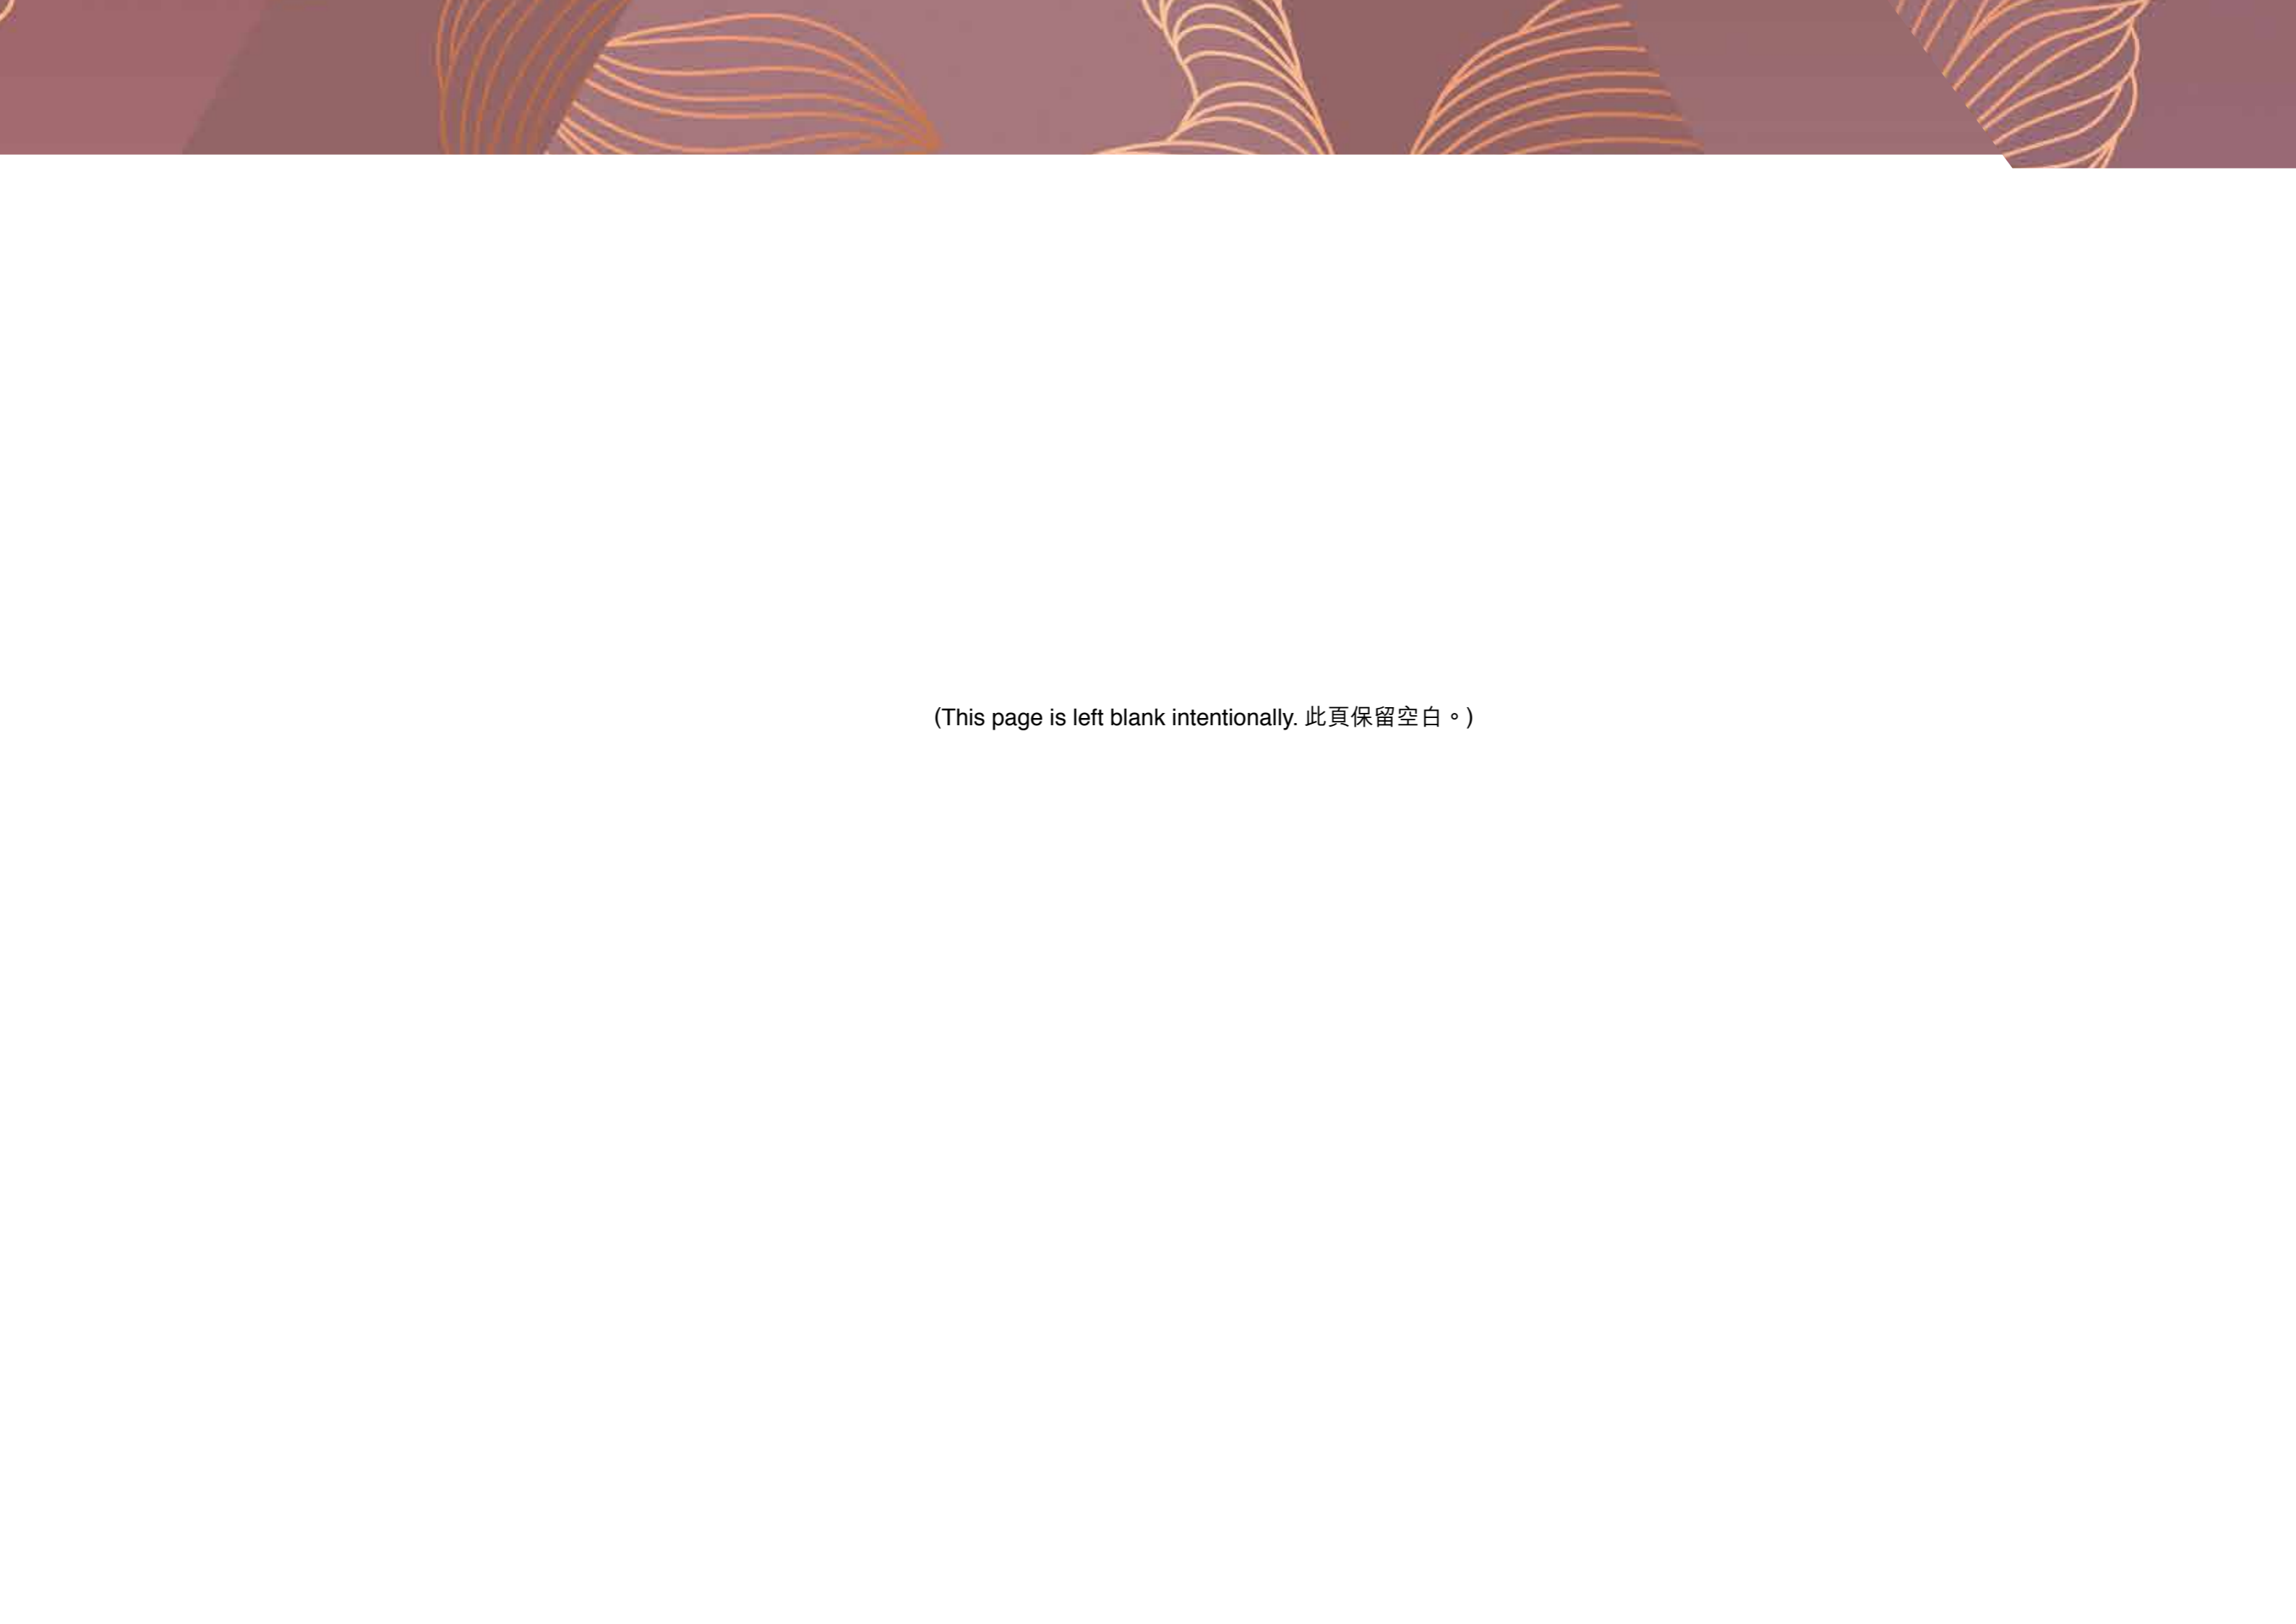 (This page is left blank intentionally. 此頁保留空白。)